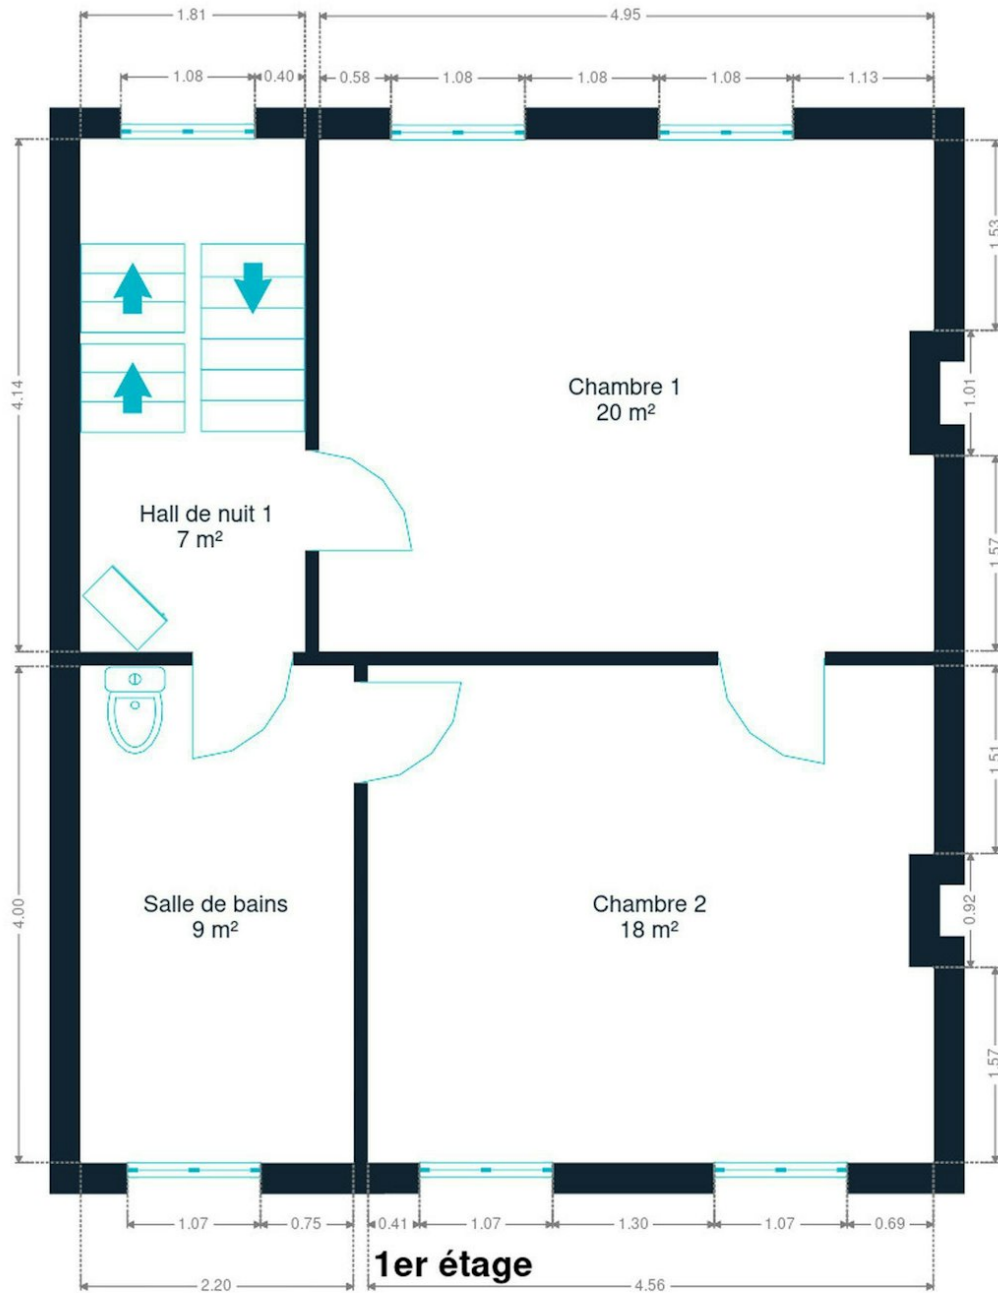 1.81
4.95
1.08
0.40
0.58
1.08
1.08
1.08
1.13
1.53
4.14
Chambre 1
20 m²
1.01
Hall de nuit 1
7 m²
1.57
1.51
4.00
Salle de bains
9 m²
Chambre 2
18 m²
0.92
1.57
1.07
0.75
0.41
1.07
1.30
1.07
0.69
1er étage
2.20
4.56